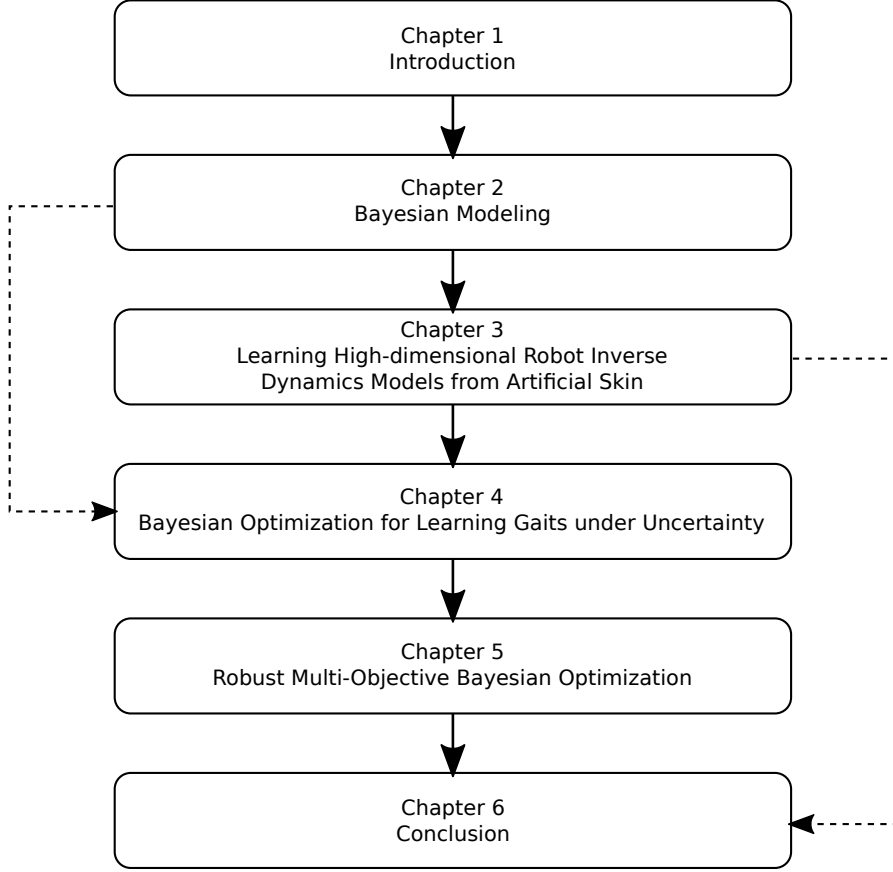 Chapter 1
Introduction
Chapter 2
Bayesian Modeling
Chapter 3
Learning High-dimensional Robot Inverse
Dynamics Models from Artificial Skin
Chapter 4
Bayesian Optimization for Learning Gaits under Uncertainty
Chapter 5
Robust Multi-Objective Bayesian Optimization
Chapter 6
Conclusion